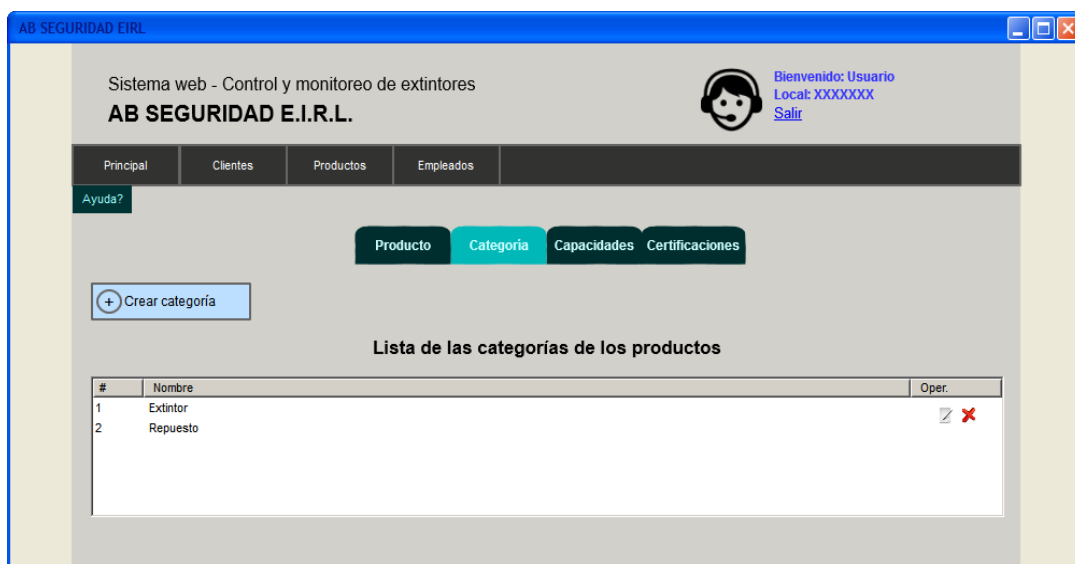 AB SEGURIDAD EIRL
Sistema web - Control y monitoreo de extintores
AB SEGURIDAD E.I.R.L.
Bienvenido: Usuario
Local: XXXXXXX
Salir
Principal Clientes Productos Empleados
Ayuda?
Producto Categoria Capacidades Certificaciones
+ Crear categoría
Lista de las categorías de los productos
# Nombre Oper.
1 Extintor
2 Repuesto